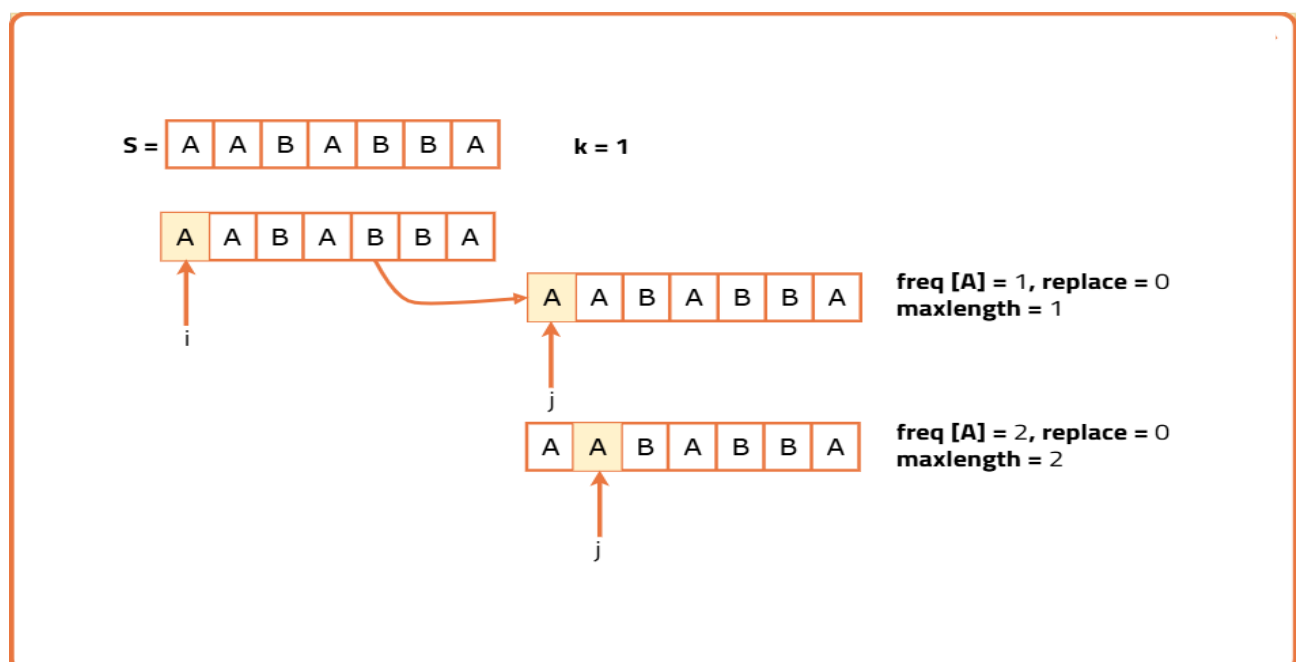 S = A A B A B B A k = 1
A A B A B B A
i
A A B A B B A
freq [A] = 1, replace = 0
maxlength = 1
j
A A B A B B A
freq [A] = 2, replace = 0
maxlength = 2
j